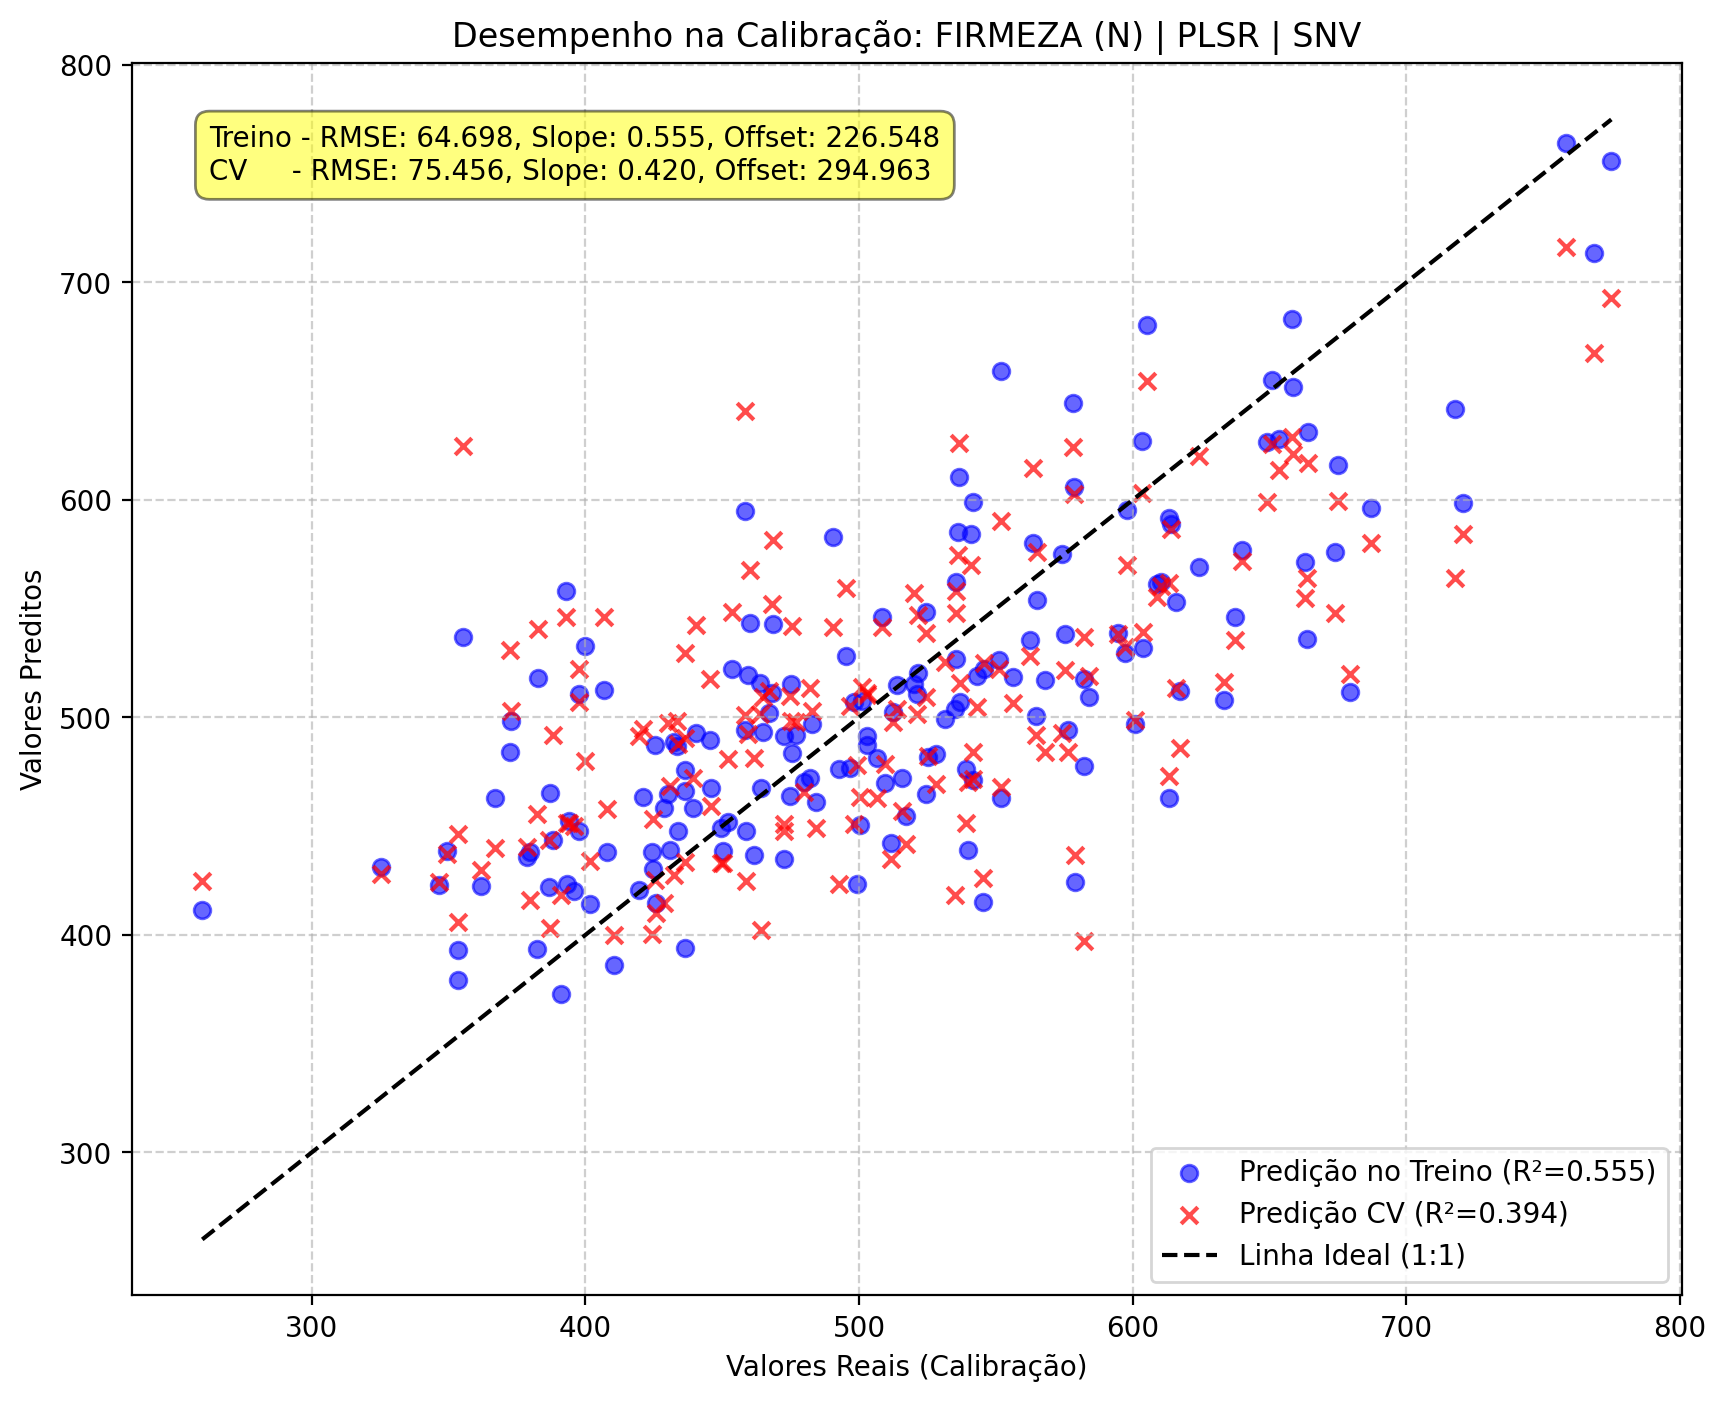 Desempenho na Calibração: FIRMEZA (N) | PLSR | SNV
800
Treino - RMSE: 64.698, Slope: 0.555, Offset: 226.548
CV - RMSE: 75.456, Slope: 0.420, Offset: 294.963
700
600
500
400
300
Valores Preditos
Predição no Treino (R²=0.555)
Predição CV (R²=0.394)
Linha Ideal (1:1)
300 400 500 600 700 800
Valores Reais (Calibração)